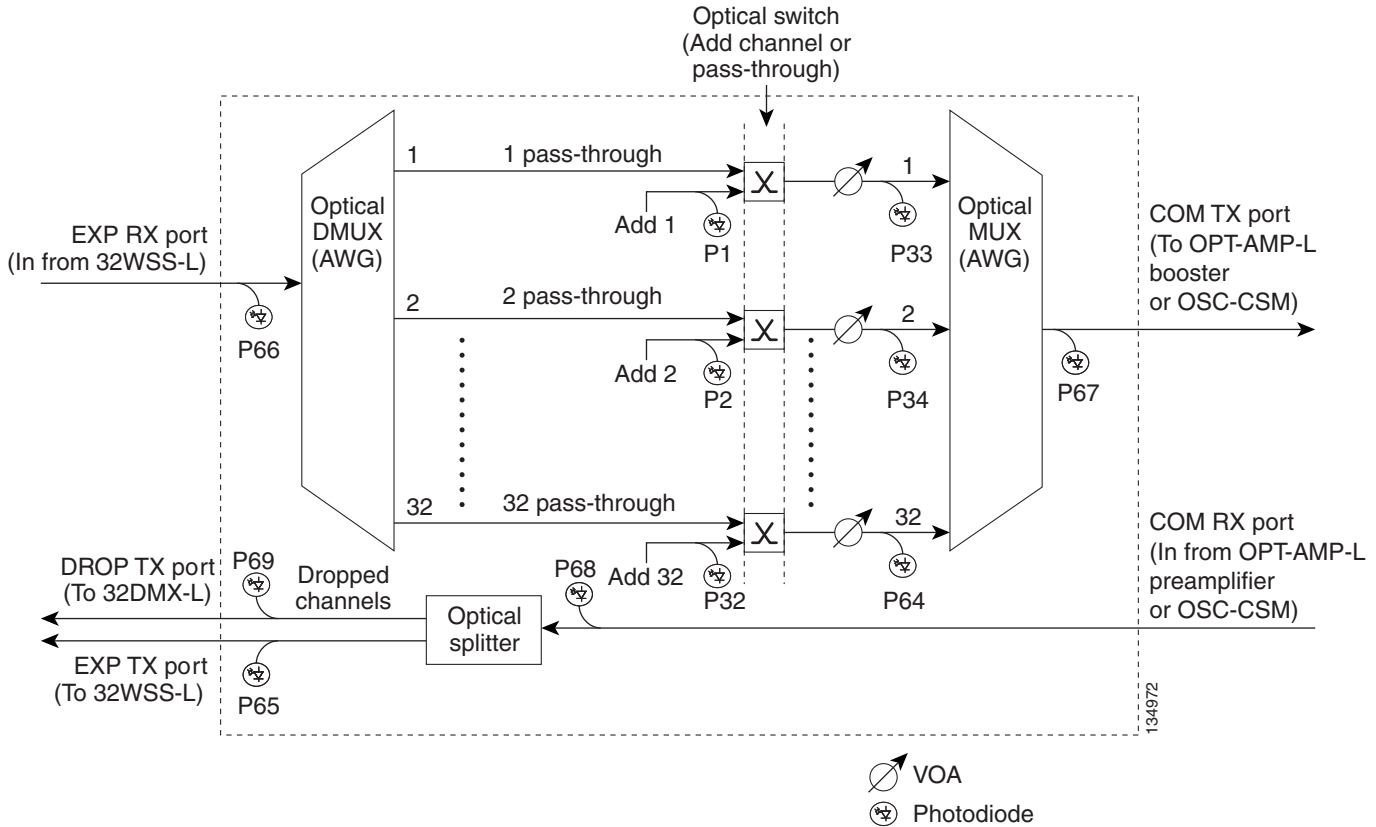 Optical switch
(Add channel or
pass-through)
1
1 pass-through
1
Optical
DMUX
(AWG)
Optical
MUX
(AWG)
Add 1
P1
P33
EXP RX port
(In from 32WSS-L)
COM TX port
(To OPT-AMP-L
booster
or OSC-CSM)
2
2 pass-through
2
P66
Add 2
P2
P34
P67
32
32 pass-through
32
COM RX port
(In from OPT-AMP-L
preamplifier
or OSC-CSM)
DROP TX port
(To 32DMX-L)
P69
Dropped
channels
P68
Add 32
P32
P64
Optical
splitter
EXP TX port
(To 32WSS-L)
P65
134972
VOA
Photodiode